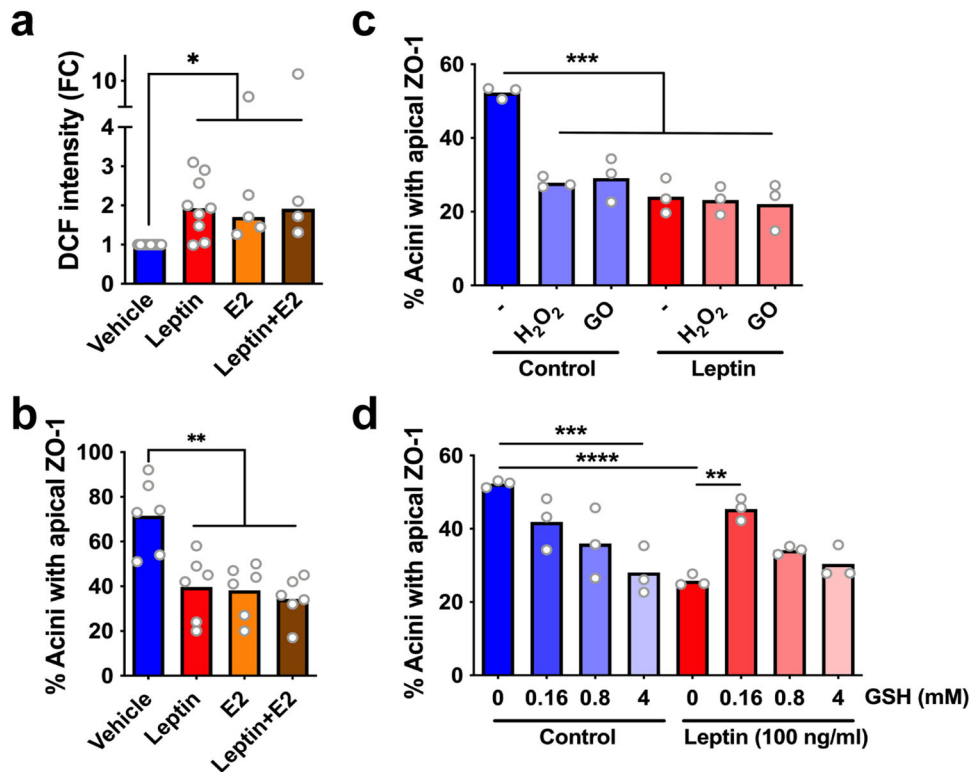 a
DCF intensity (FC)
10
4
3
2
1
0
*
Vehicle
Leptin
E2
Leptin+E2
b
% Acini with apical ZO-1
100
80
60
40
20
0
**
Vehicle
Leptin
E2
Leptin+E2
c
% Acini with apical ZO-1
60
40
20
0
***
-
H₂O₂
GO
-
H₂O₂
GO
Control
Leptin
d
% Acini with apical ZO-1
60
40
20
0
***
****
**
0 0.16 0.8 4 0 0.16 0.8 4 GSH (mM)
Control Leptin (100 ng/ml)